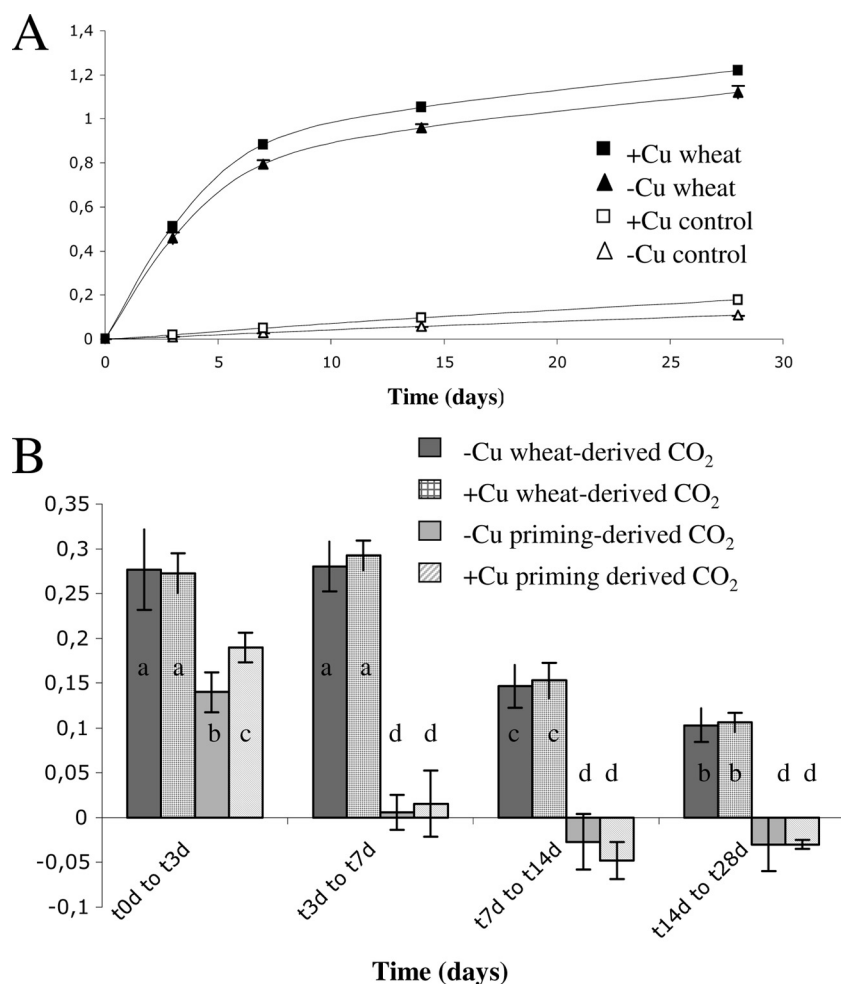 A
1,4
1,2
1
0,8
0,6
0,4
0,2
0
0 5 10 15 20 25 30
+Cu wheat
-Cu wheat
+Cu control
-Cu control
Time (days)
B
-Cu wheat-derived CO₂
+Cu wheat-derived CO₂
-Cu priming-derived CO₂
+Cu priming derived CO₂
0,35
0,3
0,25
0,2
0,15
0,1
0,05
0
-0,05
-0,1
a a b c
a a d d
c c d d
b b d d
t0d to t3d
t3d to t7d
t7d to t14d
t14d to t28d
Time (days)